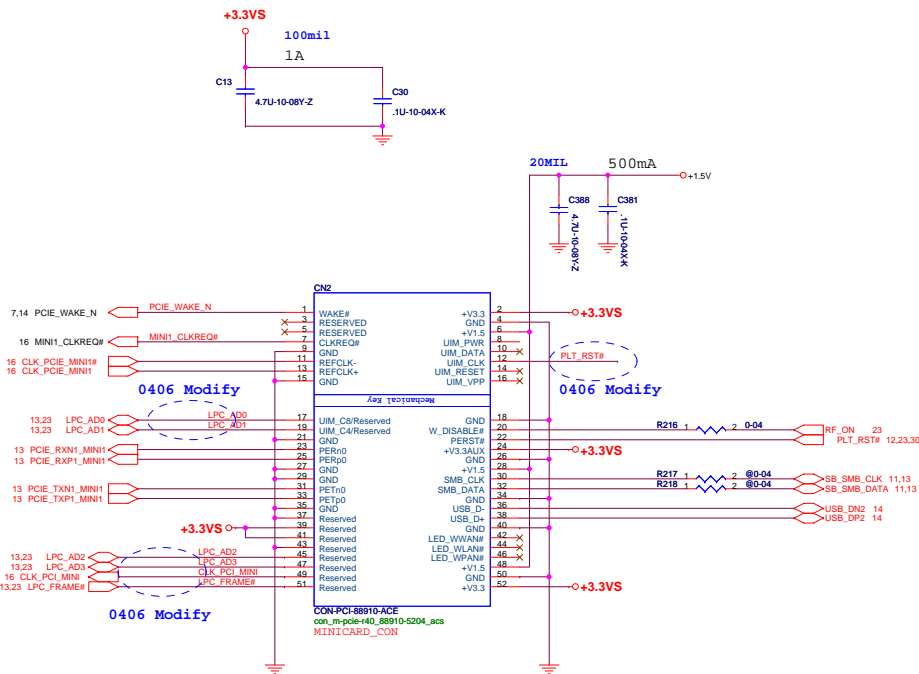 +3.3VS
100mil
1A
C13
4.7U-10-08Y-Z
C30
.1U-10-04X-K
20MIL
500mA
+1.5V
C388
4.7U-10-08Y-Z
C381
.1U-10-04X-K
CN2
7,14 PCIE_WAKE_N PCIE_WAKE_N 1 WAKE# +V3.3 2 +3.3VS
3 RESERVED GND 4
5 RESERVED +V1.5 6
16 MINI1_CLKREQ# MINI1_CLKREQ# 7 CLKREQ# UIM_PWR 8
9 GND UIM_DATA 10
16 CLK_PCIE_MINI1# 11 REFCLK- UIM_CLK 12 PLT_RST#
16 CLK_PCIE_MINI1 13 REFCLK+ UIM_RESET 14
15 GND UIM_VPP 16
0406 Modify
0406 Modify
Mechanical Key
13,23 LPC_AD0 LPC_AD0 17 UIM_C8/Reserved GND 18
13,23 LPC_AD1 LPC_AD1 19 UIM_C4/Reserved W_DISABLE# 20 R216 1 2 0-04 RF_ON 23
21 GND PERST# 22 PLT_RST# 12,23,30
13 PCIE_RXN1_MINI1 23 PERn0 +V3.3AUX 24 +3.3VS
13 PCIE_RXP1_MINI1 25 PERp0 GND 26
27 GND +V1.5 28
29 GND SMB_CLK 30 R217 1 2 @0-04 SB_SMB_CLK 11,13
13 PCIE_TXN1_MINI1 31 PETn0 SMB_DATA 32 R218 1 2 @0-04 SB_SMB_DATA 11,13
13 PCIE_TXP1_MINI1 33 PETp0 GND 34
35 GND USB_D- 36 USB_DN2 14
37 Reserved USB_D+ 38 USB_DP2 14
+3.3VS 39 Reserved GND 40
41 Reserved LED_WWAN# 42
43 Reserved LED_WLAN# 44
13,23 LPC_AD2 LPC_AD2 45 Reserved LED_WPAN# 46
13,23 LPC_AD3 LPC_AD3 47 Reserved +V1.5 48
16 CLK_PCI_MINI CLK_PCI_MINI 49 Reserved GND 50
13,23 LPC_FRAME# LPC_FRAME# 51 Reserved +V3.3 52 +3.3VS
0406 Modify
CON-PCI-88910-ACE
con_m-pcie-r40_88910-5204_acs
MINICARD_CON